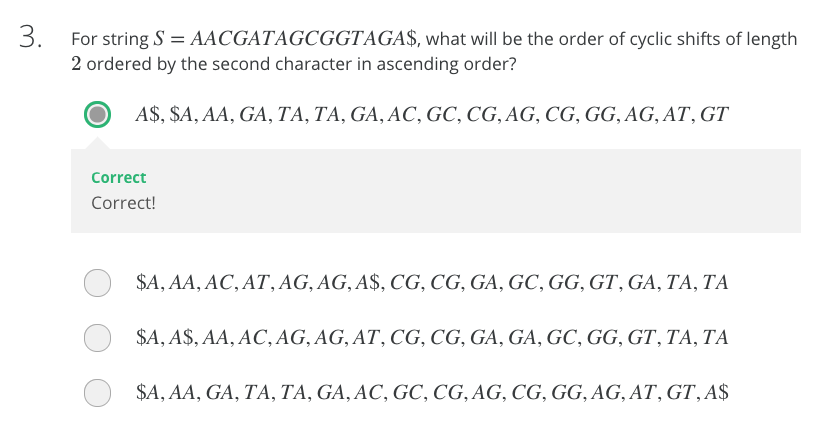 3. For string S = AACGATAGCGGTAGA$, what will be the order of cyclic shifts of length
2 ordered by the second character in ascending order?
A$, $A, AA, GA, TA, TA, GA, AC, GC, CG, AG, CG, GG, AG, AT, GT
Correct
Correct!
$A, AA, AC, AT, AG, AG, A$, CG, CG, GA, GC, GG, GT, GA, TA, TA
$A, A$, AA, AC, AG, AG, AT, CG, CG, GA, GA, GC, GG, GT, TA, TA
$A, AA, GA, TA, TA, GA, AC, GC, CG, AG, CG, GG, AG, AT, GT, A$